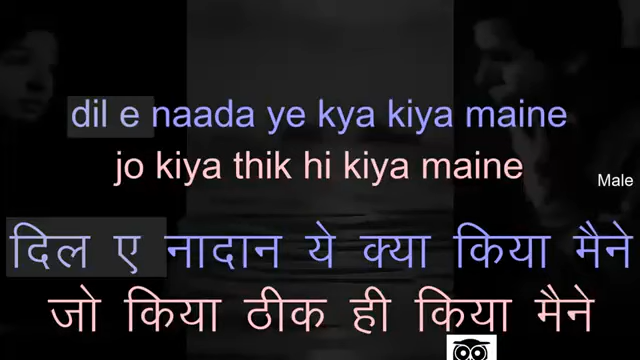 dil e naada ye kya kiya maine
jo kiya thik hi kiya maine
Male
दिल ए नादान ये क्या किया मैने
जो किया ठीक ही किया मैने